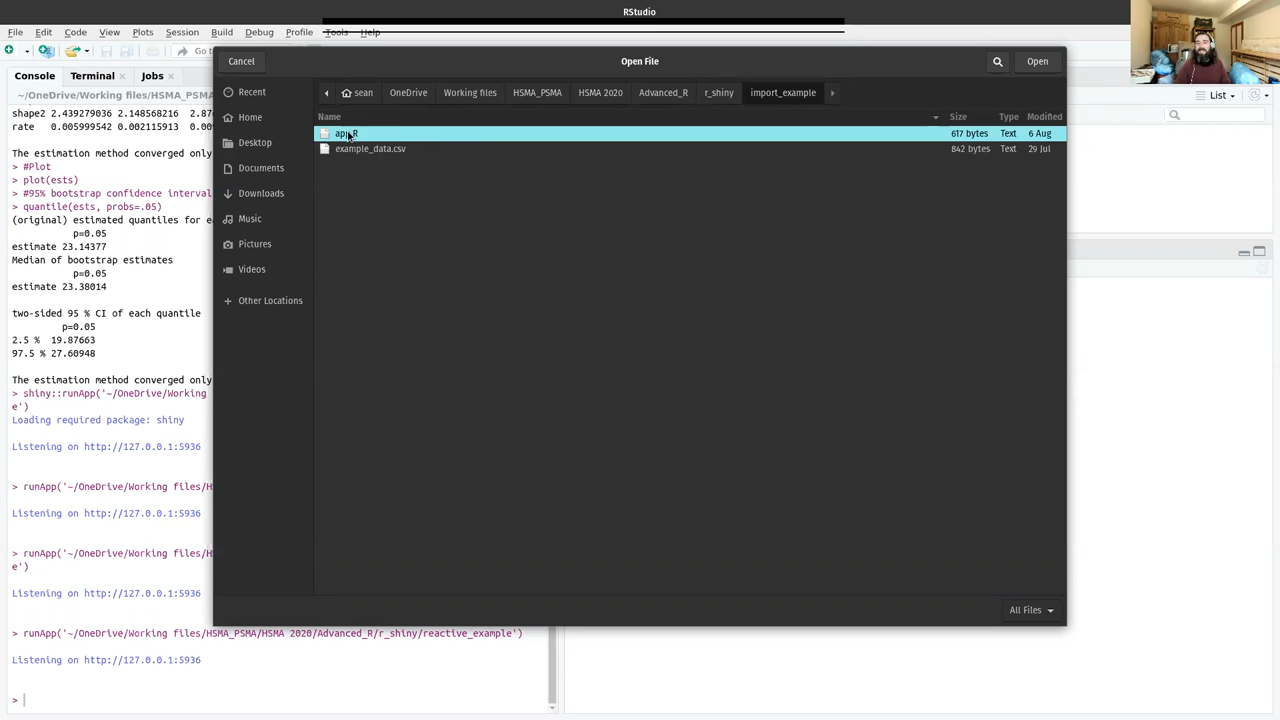 RStudio
File Edit Code View Plots Session Build Debug Profile Tools Help
Go t
Console Terminal Jobs
~/OneDrive/Working files/HSMA_PSMA
List
shape2 2.439279036 2.148568216 2.87
rate 0.005999542 0.002115913 0.00
The estimation method converged only
> #Plot
> plot(ests)
> #95% bootstrap confidence interval
> quantile(ests, probs=.05)
(original) estimated quantiles for e
p=0.05
estimate 23.14377
Median of bootstrap estimates
p=0.05
estimate 23.38014
two-sided 95 % CI of each quantile
p=0.05
2.5 % 19.87663
97.5 % 27.60948
The estimation method converged only
> shiny::runApp('~/OneDrive/Working
e')
Loading required package: shiny
Listening on http://127.0.0.1:5936
> runApp('~/OneDrive/Working files/H
Listening on http://127.0.0.1:5936
> runApp('~/OneDrive/Working files/H
e')
Listening on http://127.0.0.1:5936
> runApp('~/OneDrive/Working files/HSMA_PSMA/HSMA 2020/Advanced_R/r_shiny/reactive_example')
Listening on http://127.0.0.1:5936
>
Cancel Open File Open
Recent
Home
Desktop
Documents
Downloads
Music
Pictures
Videos
+ Other Locations
sean OneDrive Working files HSMA_PSMA HSMA 2020 Advanced_R r_shiny import_example
Name Size Type Modified
app.R 617 bytes Text 6 Aug
example_data.csv 842 bytes Text 29 Jul
All Files